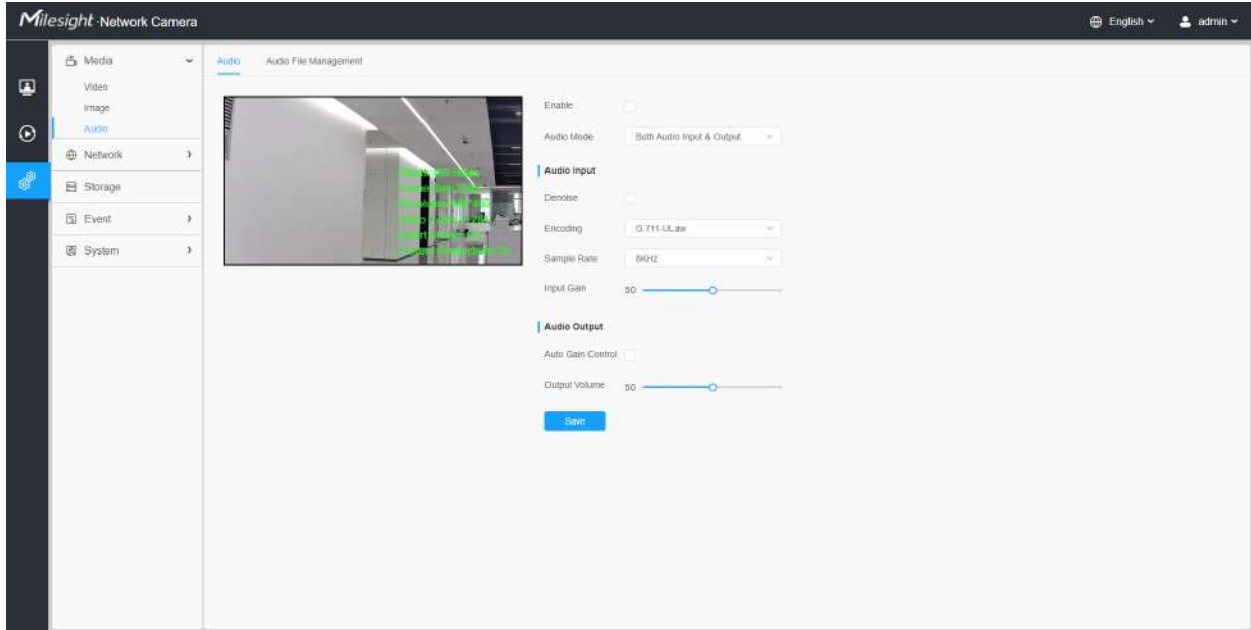 Milesight -Network Camera
English
admin
Media
Video
Image
Audio
Network
Storage
Event
System
Audio
Audio File Management
Enable
Audio Mode
Both Audio Input & Output
Audio Input
Denoise
Encoding
G.711-ULaw
Sample Rate
8KHz
Input Gain
50
Audio Output
Auto Gain Control
Output Volume
50
Save